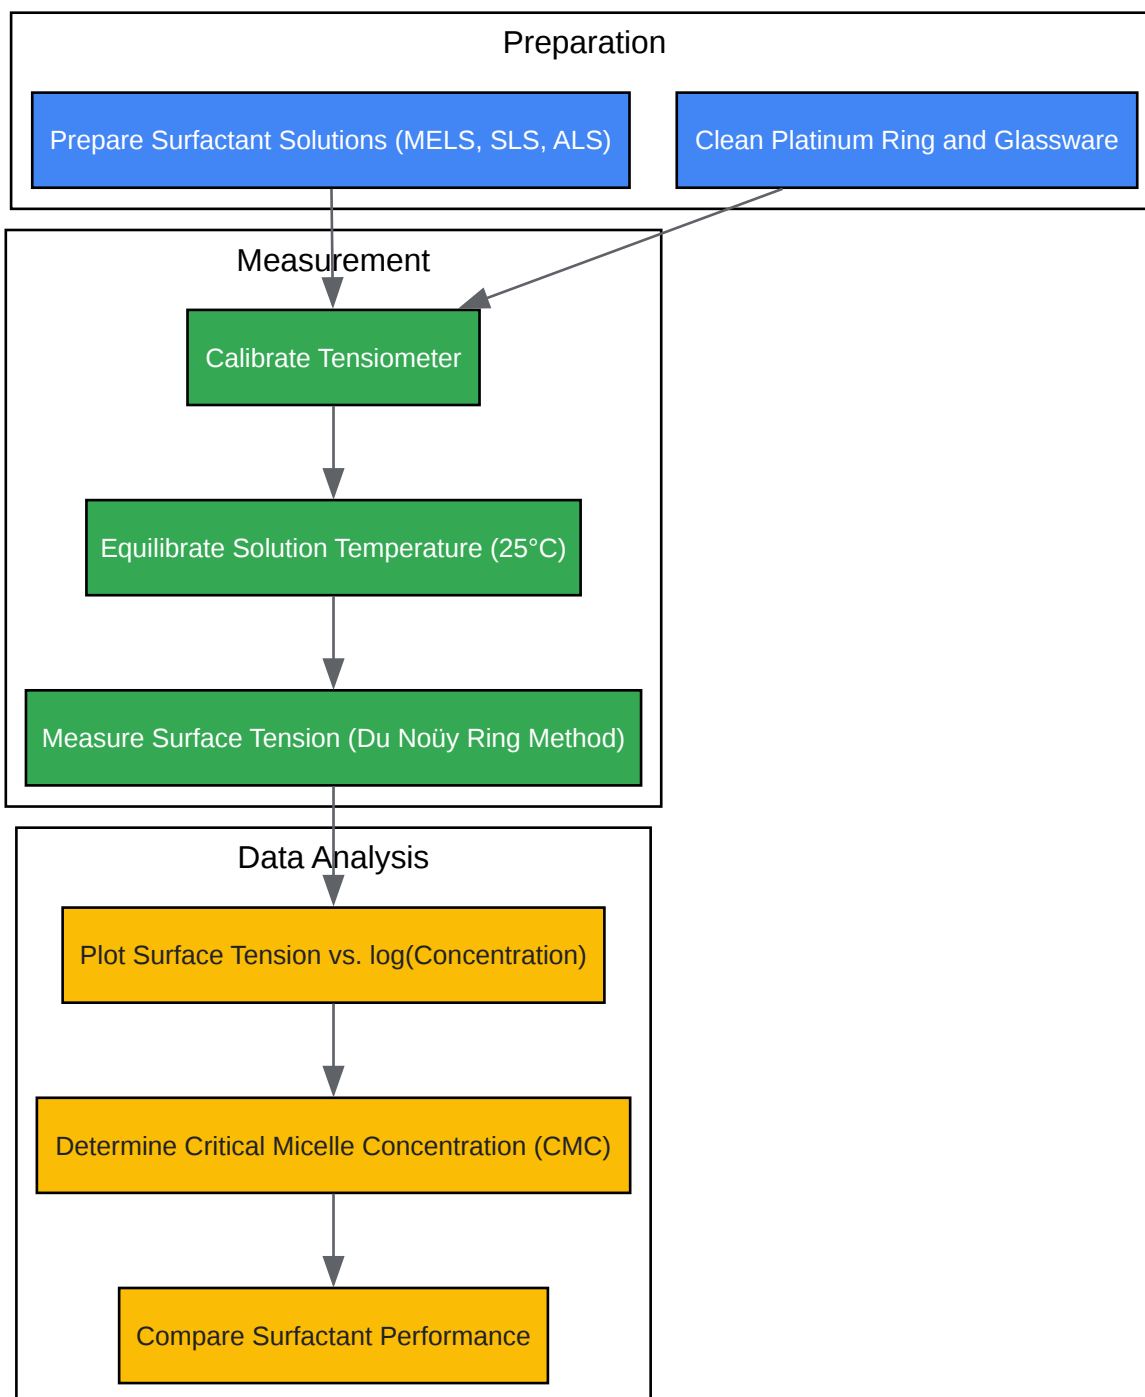 Preparation
Prepare Surfactant Solutions (MELS, SLS, ALS)
Clean Platinum Ring and Glassware
Measurement
Calibrate Tensiometer
Equilibrate Solution Temperature (25°C)
Measure Surface Tension (Du Noüy Ring Method)
Data Analysis
Plot Surface Tension vs. log(Concentration)
Determine Critical Micelle Concentration (CMC)
Compare Surfactant Performance